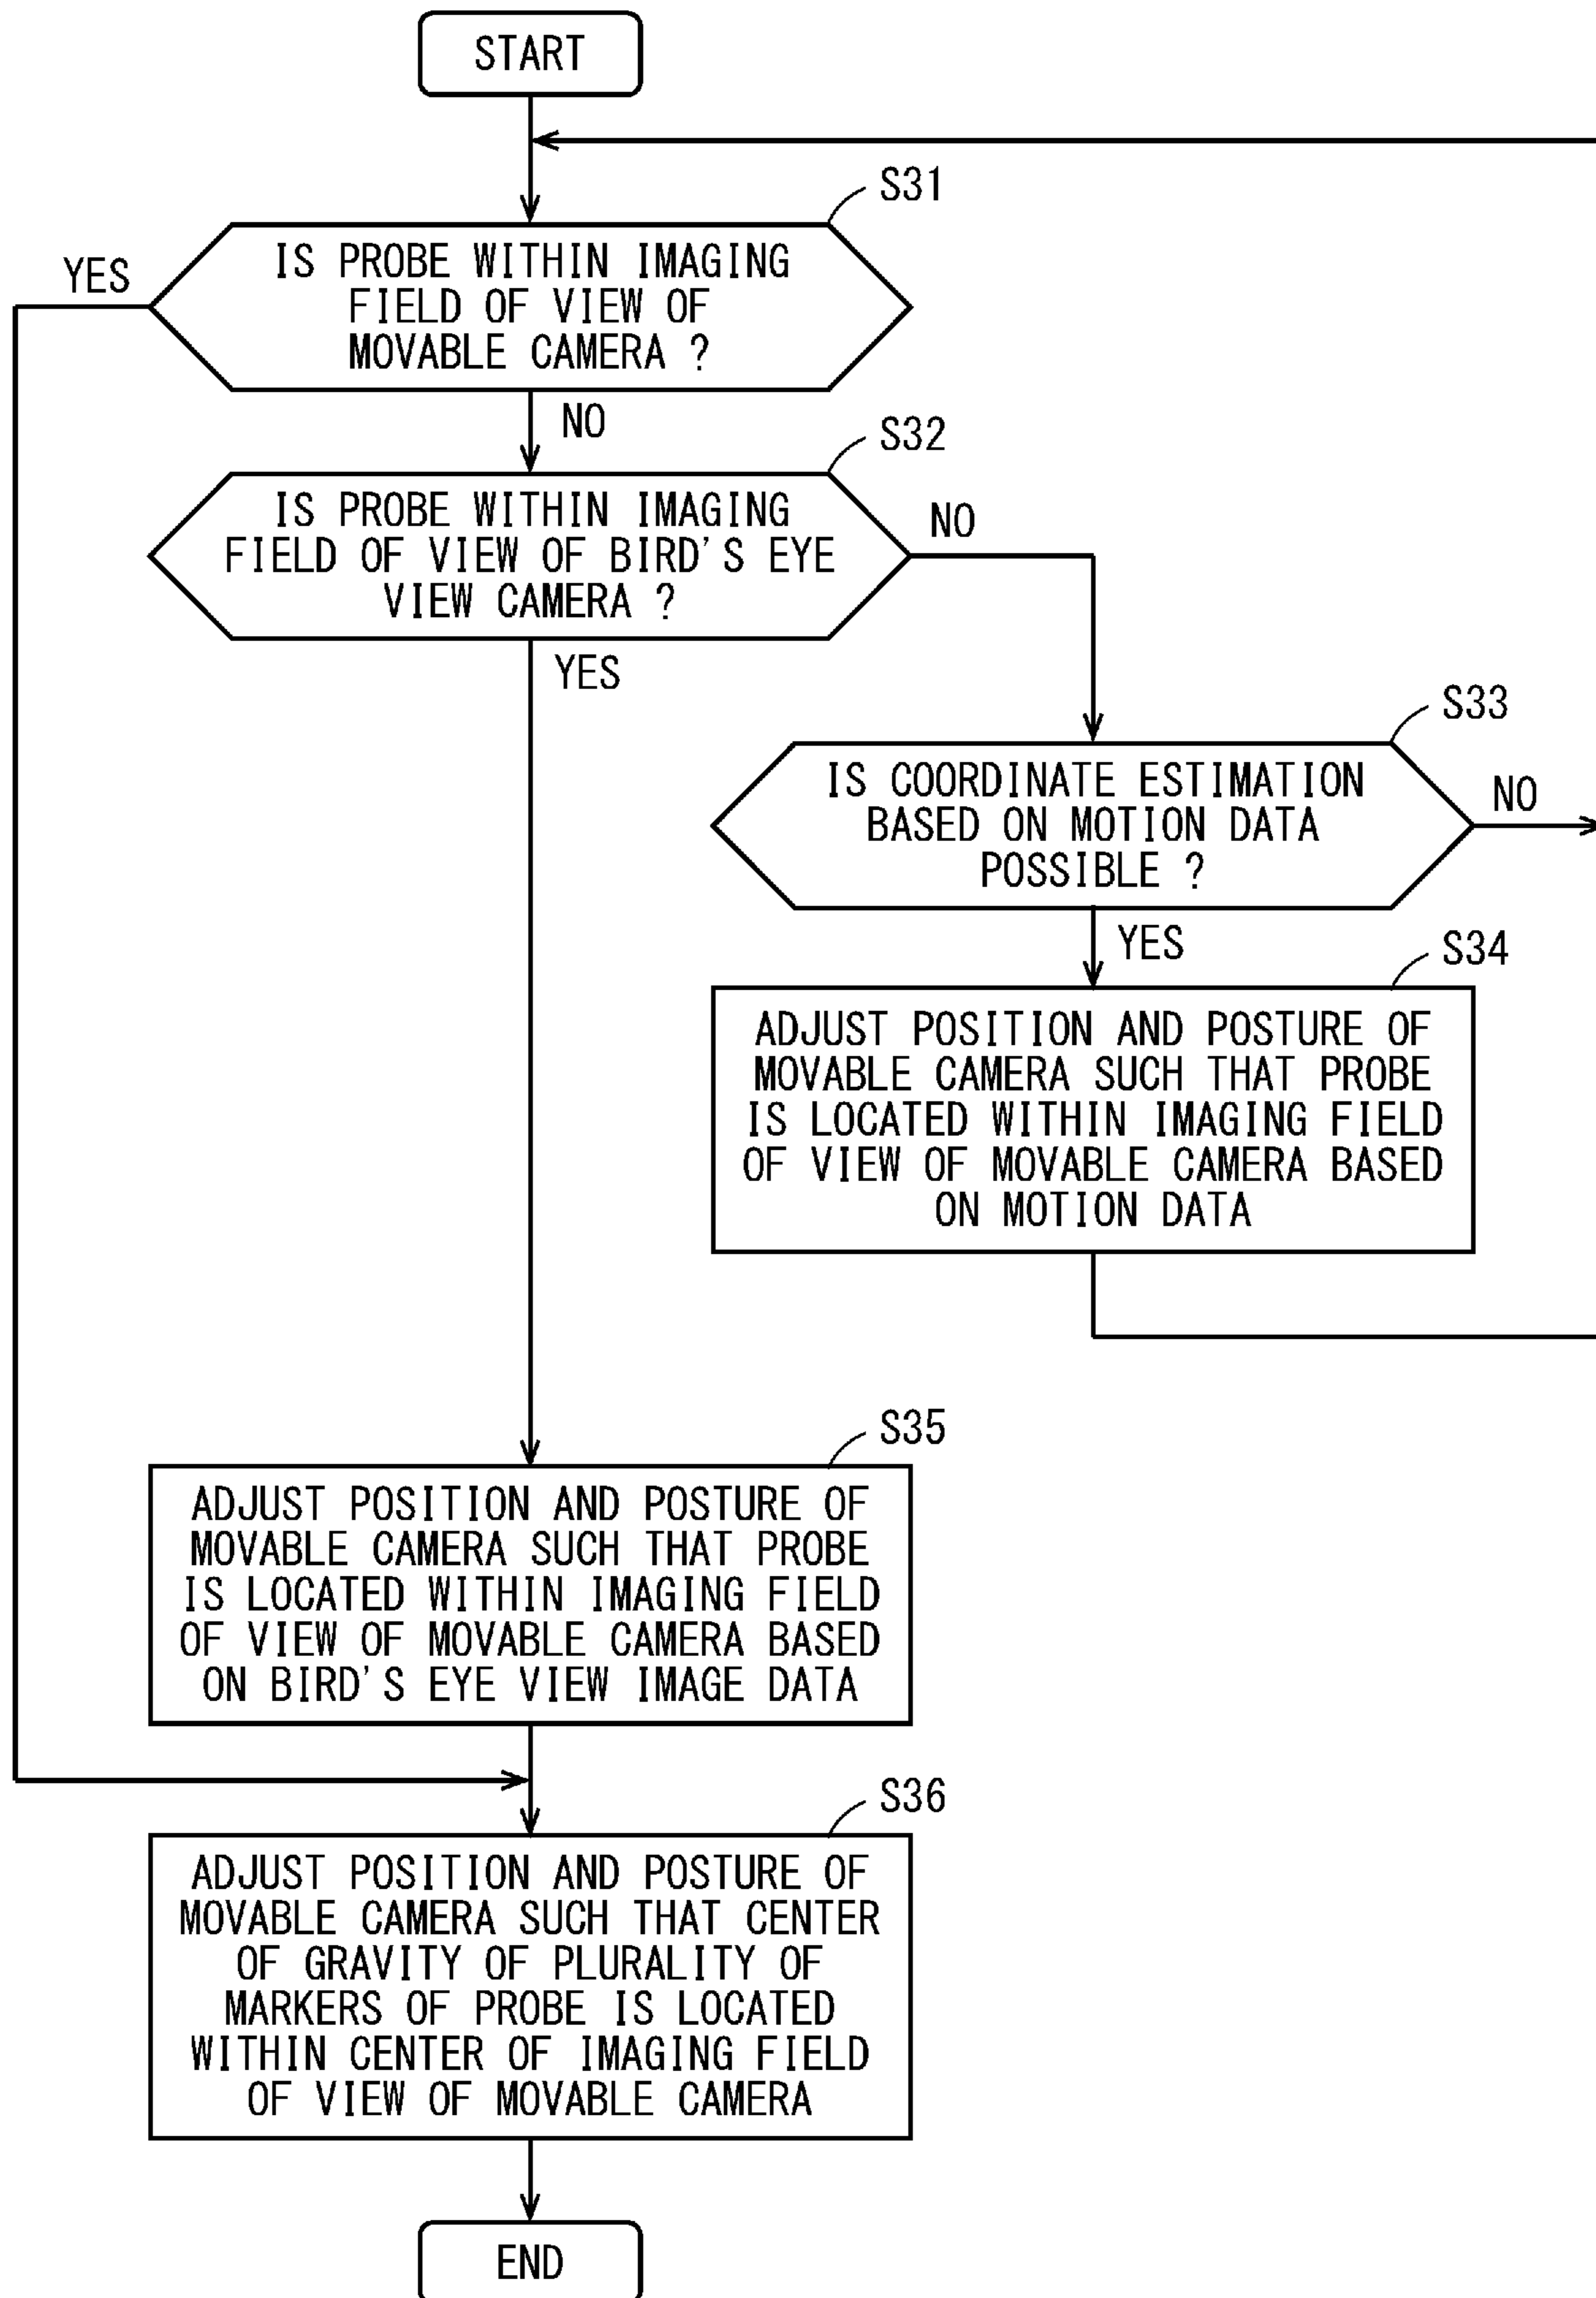 START
S31
YES
IS PROBE WITHIN IMAGING
FIELD OF VIEW OF
MOVABLE CAMERA ?
NO
S32
IS PROBE WITHIN IMAGING
FIELD OF VIEW OF BIRD'S EYE
VIEW CAMERA ?
NO
YES
S33
IS COORDINATE ESTIMATION
BASED ON MOTION DATA
POSSIBLE ?
NO
YES
S34
ADJUST POSITION AND POSTURE OF
MOVABLE CAMERA SUCH THAT PROBE
IS LOCATED WITHIN IMAGING FIELD
OF VIEW OF MOVABLE CAMERA BASED
ON MOTION DATA
S35
ADJUST POSITION AND POSTURE OF
MOVABLE CAMERA SUCH THAT PROBE
IS LOCATED WITHIN IMAGING FIELD
OF VIEW OF MOVABLE CAMERA BASED
ON BIRD'S EYE VIEW IMAGE DATA
S36
ADJUST POSITION AND POSTURE OF
MOVABLE CAMERA SUCH THAT CENTER
OF GRAVITY OF PLURALITY OF
MARKERS OF PROBE IS LOCATED
WITHIN CENTER OF IMAGING FIELD
OF VIEW OF MOVABLE CAMERA
END